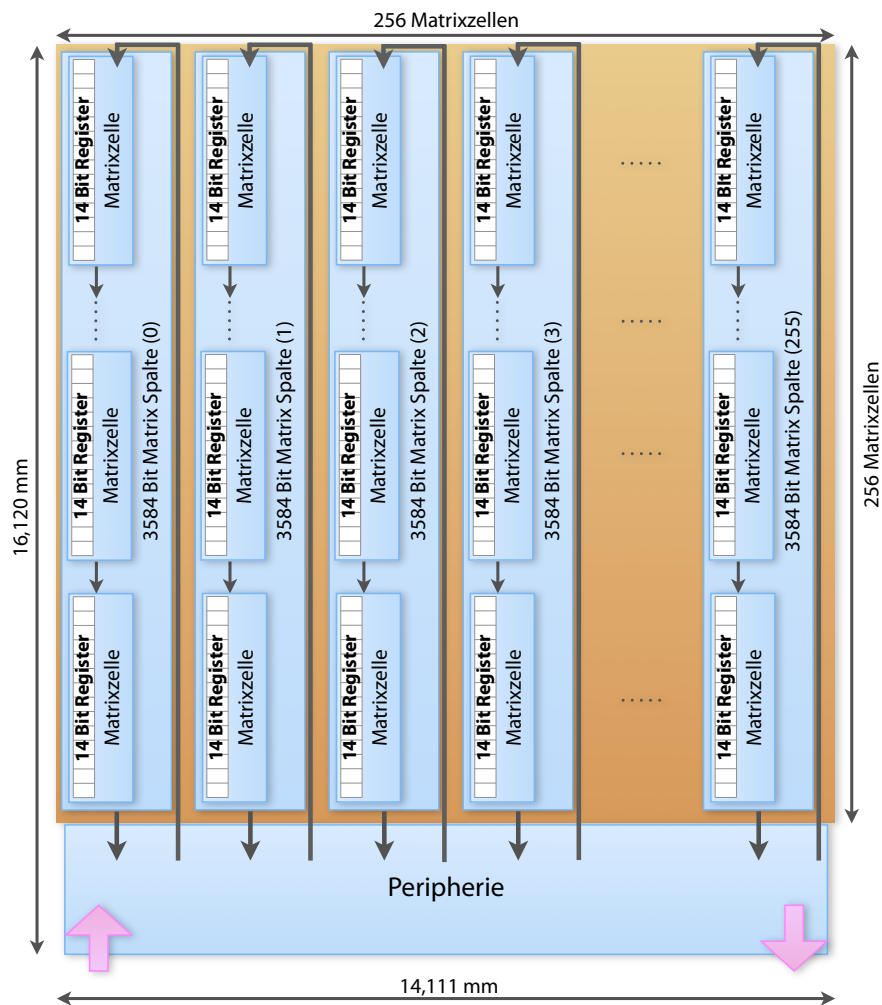 256 Matrixzellen
14 Bit Register
Matrixzelle
14 Bit Register
Matrixzelle
14 Bit Register
Matrixzelle
14 Bit Register
Matrixzelle
14 Bit Register
Matrixzelle
.....
......
......
......
......
.....
......
14 Bit Register
Matrixzelle
3584 Bit Matrix Spalte (0)
14 Bit Register
Matrixzelle
3584 Bit Matrix Spalte (1)
14 Bit Register
Matrixzelle
3584 Bit Matrix Spalte (2)
14 Bit Register
Matrixzelle
3584 Bit Matrix Spalte (3)
.....
14 Bit Register
Matrixzelle
3584 Bit Matrix Spalte (255)
16,120 mm
256 Matrixzellen
14 Bit Register
Matrixzelle
14 Bit Register
Matrixzelle
14 Bit Register
Matrixzelle
14 Bit Register
Matrixzelle
.....
14 Bit Register
Matrixzelle
Peripherie
14,111 mm